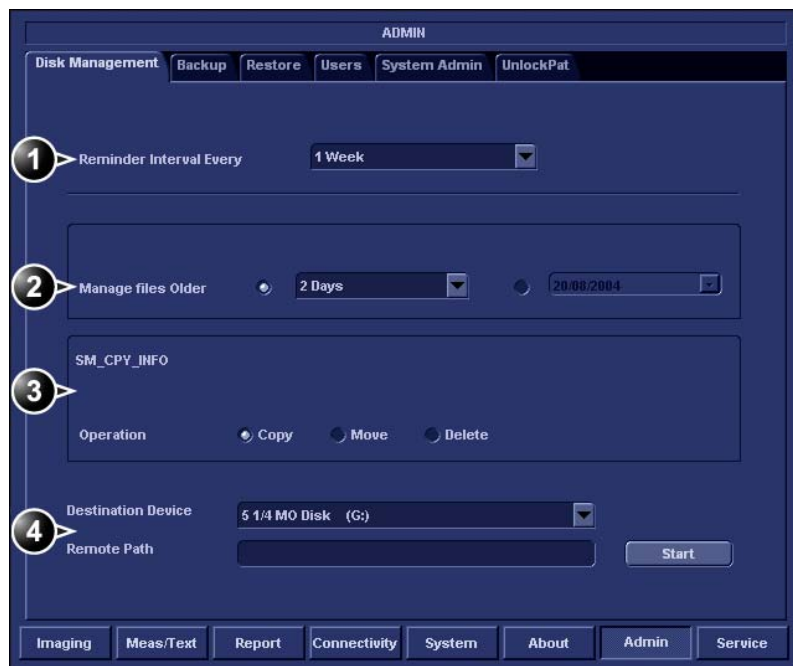 ADMIN
Disk Management Backup Restore Users System Admin UnlockPat
1 Reminder Interval Every 1 Week
2 Manage files Older 2 Days 20/08/2004
SM_CPY_INFO
3
Operation Copy Move Delete
Destination Device 5 1/4 MO Disk (G:)
4
Remote Path Start
Imaging Meas/Text Report Connectivity System About Admin Service